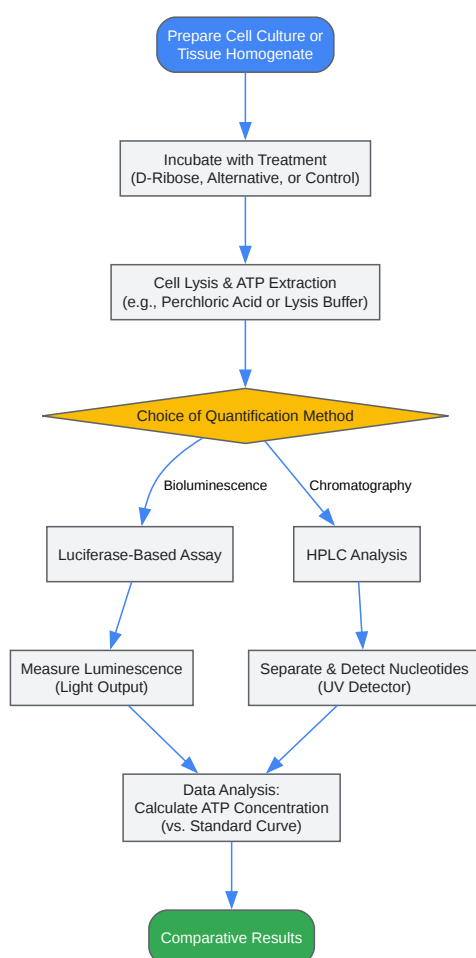 Prepare Cell Culture or
Tissue Homogenate
Incubate with Treatment
(D-Ribose, Alternative, or Control)
Cell Lysis & ATP Extraction
(e.g., Perchloric Acid or Lysis Buffer)
Choice of Quantification Method
Bioluminescence
Chromatography
Luciferase-Based Assay
HPLC Analysis
Measure Luminescence
(Light Output)
Separate & Detect Nucleotides
(UV Detector)
Data Analysis:
Calculate ATP Concentration
(vs. Standard Curve)
Comparative Results